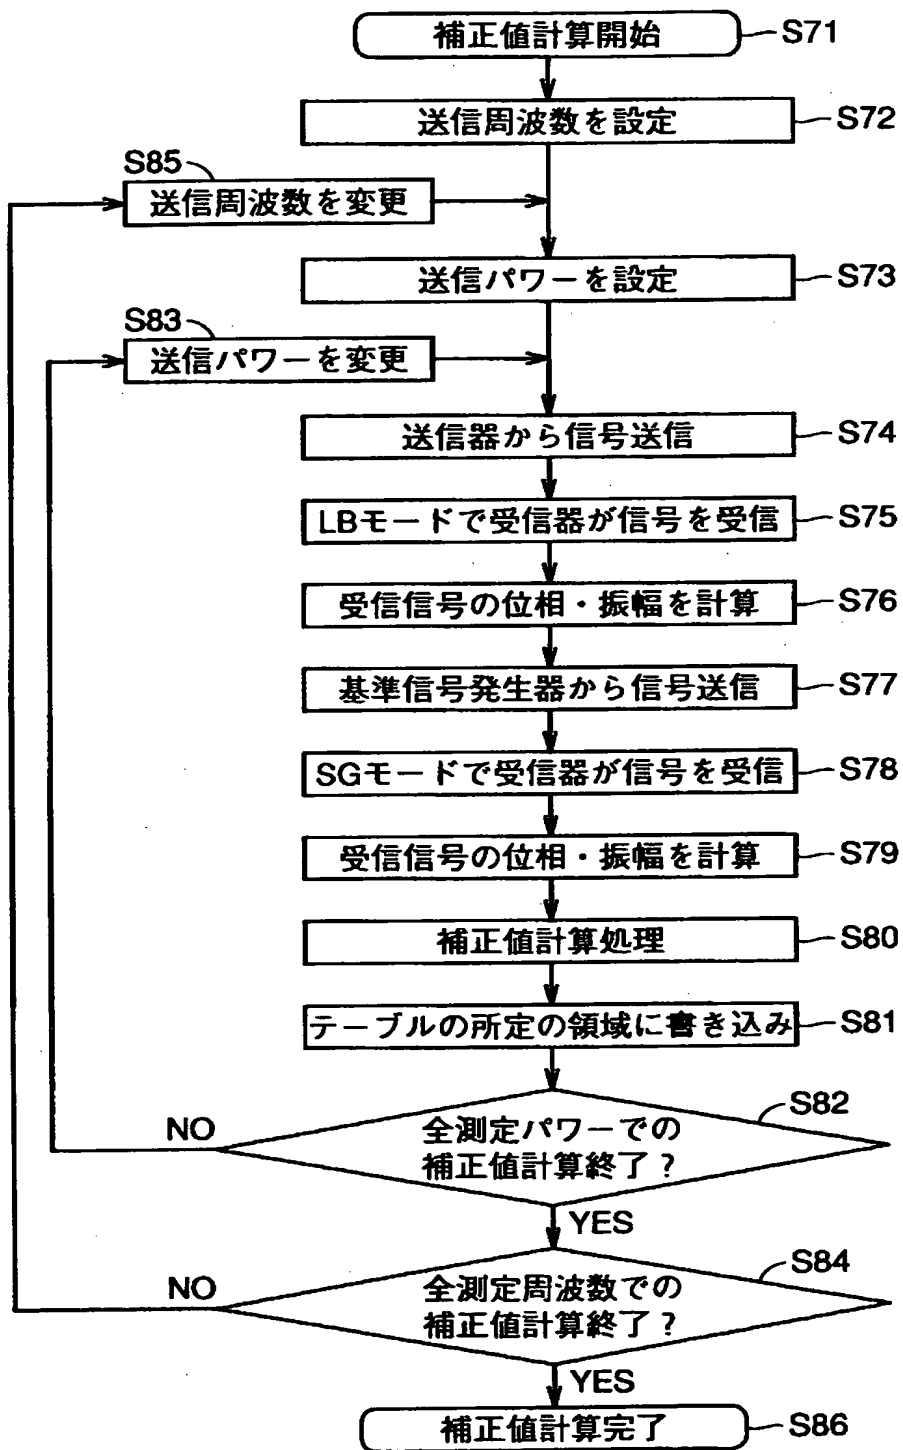 補正値計算開始 S71
送信周波数を設定 S72
S85
送信周波数を変更
送信パワーを設定 S73
S83
送信パワーを変更
送信器から信号送信 S74
LBモードで受信器が信号を受信 S75
受信信号の位相・振幅を計算 S76
基準信号発生器から信号送信 S77
SGモードで受信器が信号を受信 S78
受信信号の位相・振幅を計算 S79
補正値計算処理 S80
テーブルの所定の領域に書き込み S81
S82
NO 全測定パワーでの
補正値計算終了?
YES
S84
NO 全測定周波数での
補正値計算終了?
YES
補正値計算完了 S86